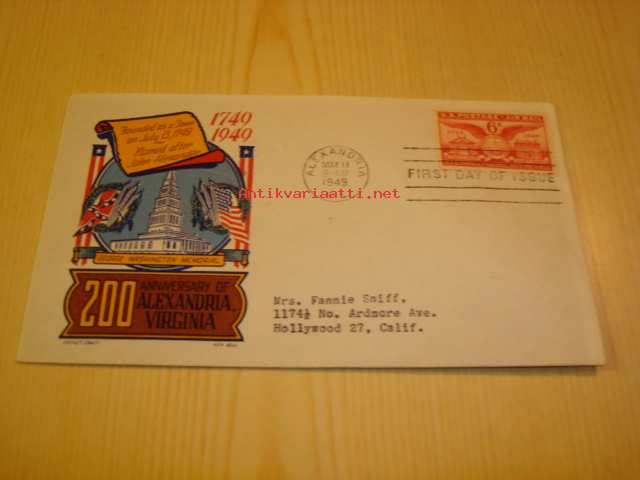 Founded as a Town
on July 13, 1749
Named after
John Alexander
1749
1949
GEORGE WASHINGTON MEMORIAL
200
ANNIVERSARY OF
ALEXANDRIA,
VIRGINIA
U.S. POSTAGE - AIR MAIL
6¢
ALEXANDRIA
MAY 11
1949
FIRST DAY OF ISSUE
Antikvariaatti.net
Mrs. Fannie Sniff,
1174½ No. Ardmore Ave.
Hollywood 27, Calif.